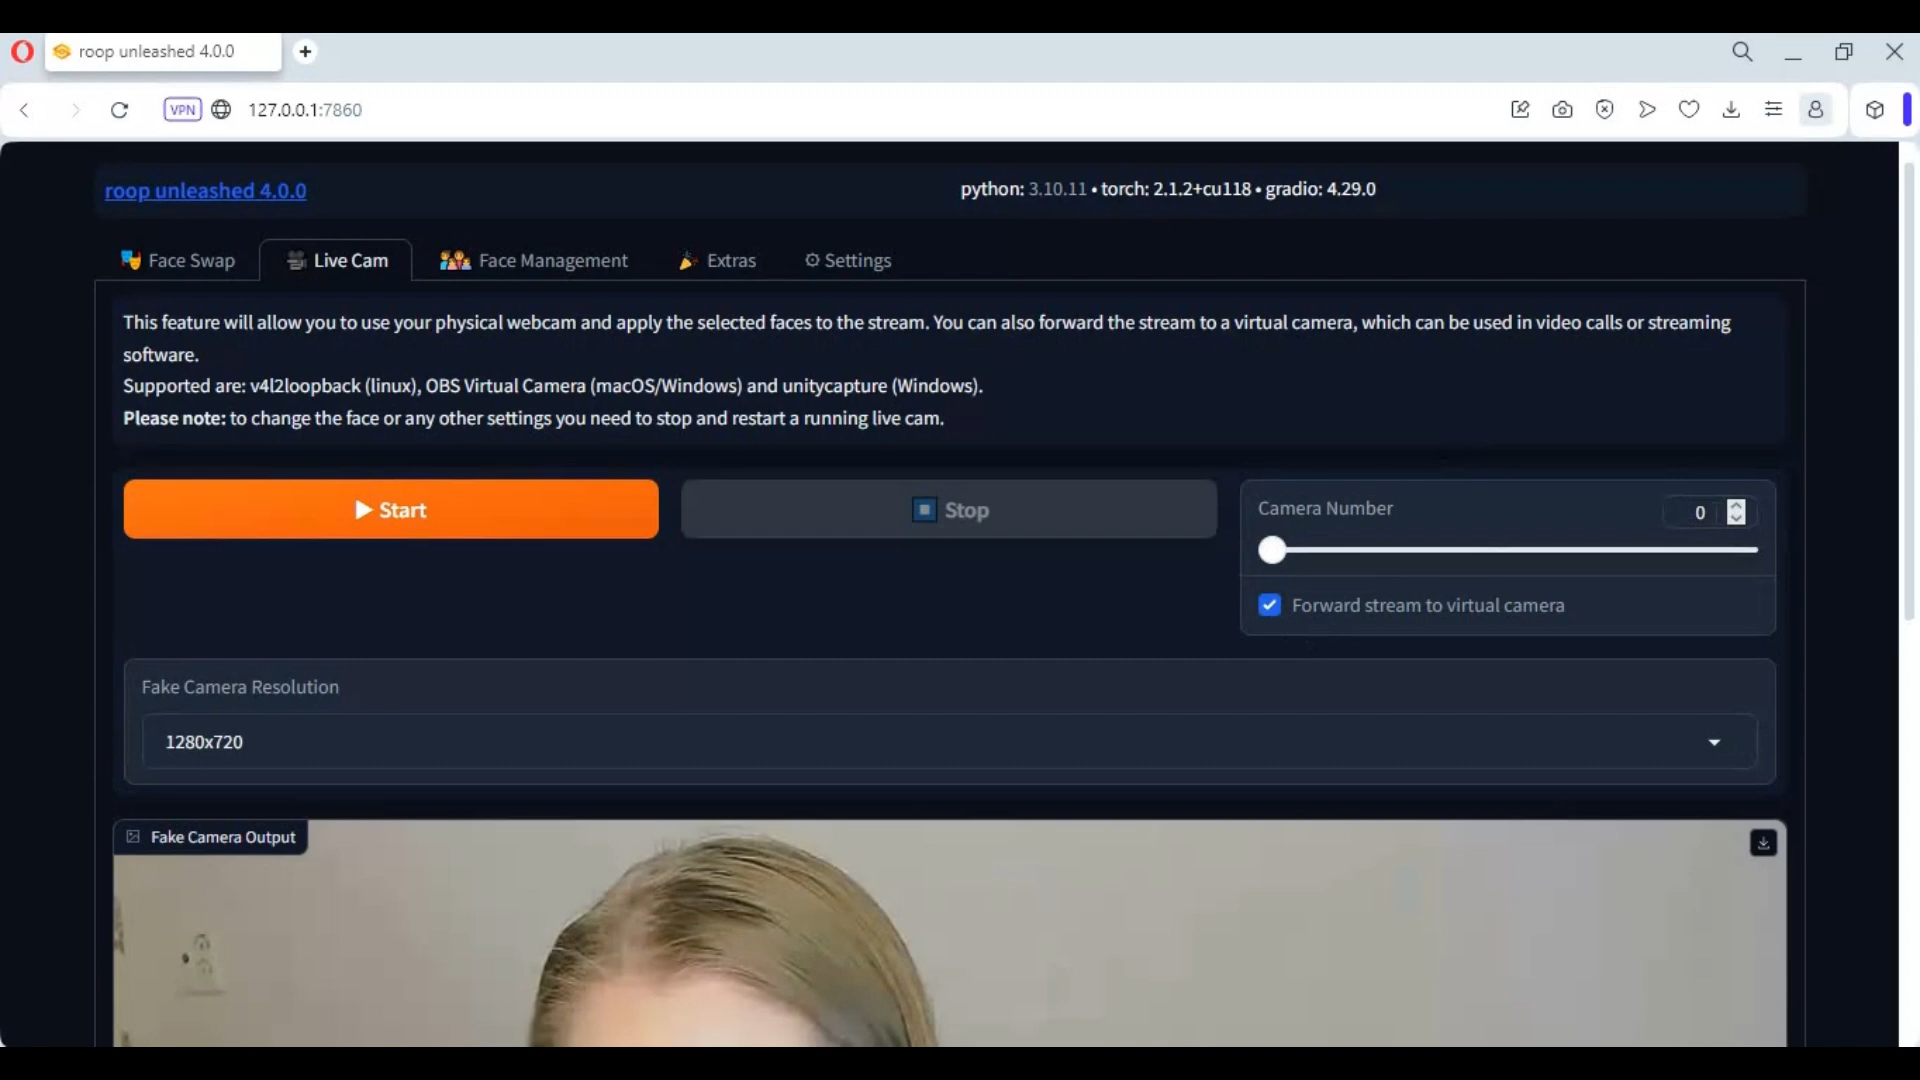 roop unleashed 4.0.0
VPN 127.0.0.1:7860
roop unleashed 4.0.0
python: 3.10.11 • torch: 2.1.2+cu118 • gradio: 4.29.0
Face Swap Live Cam Face Management Extras Settings
This feature will allow you to use your physical webcam and apply the selected faces to the stream. You can also forward the stream to a virtual camera, which can be used in video calls or streaming
software.
Supported are: v4l2loopback (linux), OBS Virtual Camera (macOS/Windows) and unitycapture (Windows).
Please note: to change the face or any other settings you need to stop and restart a running live cam.
Start
Stop
Camera Number
0
Forward stream to virtual camera
Fake Camera Resolution
1280x720
Fake Camera Output